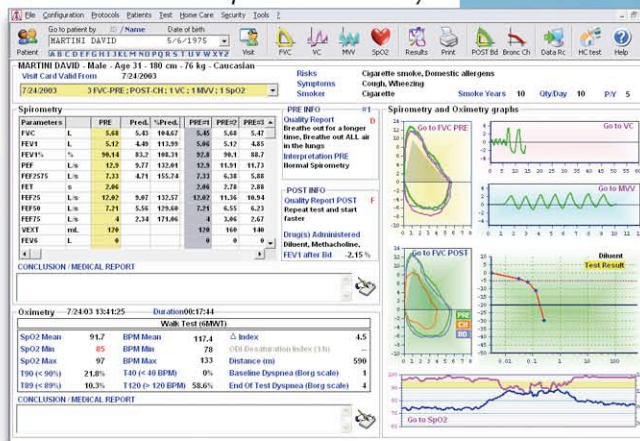 File Configuration Protocols Patients Test Home Care Security Tools ?
Go to patient by ID / Name Date of birth
MARTINI DAVID 5/6/1975
A B C D E F G H I J K L M N O P Q R S T U V W X Y Z
Patient Visit FVC VC MVV SpO2 Results Print POST Bd Bronc Ch Data Rc HC test Help
MARTINI DAVID - Male - Age 31 - 180 cm - 76 kg - Caucasian
Visit Card Valid From 7/24/2003
7/24/2003 3 FVC-PRE ; POST-CH ; 1 VC ; 1 MVV ; 1 SpO2
Risks Cigarette smoke, Domestic allergens
Symptoms Cough, Wheezing
Smoker Cigarette Smoke Years 10 Qty/Day 10 P/Y 5
Spirometry
Parameters PRE Pred. %Pred. PRE#1 PRE#2 PRE#3
FVC L 5.68 5.43 104.67 5.45 5.68 5.47
FEV1 L 5.12 4.49 113.99 5.06 5.12 4.85
FEV1% % 90.14 83.2 108.31 92.8 90.1 88.7
PEF L/s 12.9 9.77 132.01 12.9 11.91 11.73
FEF2575 L/s 7.33 4.71 155.74 7.33 6.38 5.88
FET s 2.06 2.06 2.78 2.88
FEF25 L/s 12.02 9.07 132.57 12.02 11.36 10.94
FEF50 L/s 7.21 5.56 129.60 7.21 6.55 6.23
FEF75 L/s 4 2.34 171.06 4 3.06 2.67
VEXT mL 120 120 160 140
FEV6 L 0 0 0 0
PRE INFO #1
Quality Report D
Breathe out for a longer
time, Breathe out ALL air
in the lungs
Interpretation PRE
Normal Spirometry
POST INFO
Quality Report POST F
Repeat test and start
faster
Drug(s) Administered
Diluent, Methacholine,
FEV1 after Bd -2.15 %
CONCLUSION / MEDICAL REPORT
Spirometry and Oximetry graphs
Go to FVC PRE
Go to VC
Go to MVV
Go to FVC POST
PRE
CH
BD
Diluent
Test Result
Go to SpO2
Oximetry 7/24/03 13:41:25 Duration00:17:44
Walk Test (6MWT)
SpO2 Mean 91.7 BPM Mean 117.4 Δ Index 4.5
SpO2 Min 85 BPM Min 78 ODI Desaturation Index (1/h) --
SpO2 Max 97 BPM Max 133 Distance (m) 590
T90 (< 90%) 21.8% T40 (< 40 BPM) 0% Baseline Dyspnea (Borg scale) 1
T89 (< 89%) 10.3% T120 (> 120 BPM) 58.6% End Of Test Dyspnea (Borg scale) 4
CONCLUSION / MEDICAL REPORT